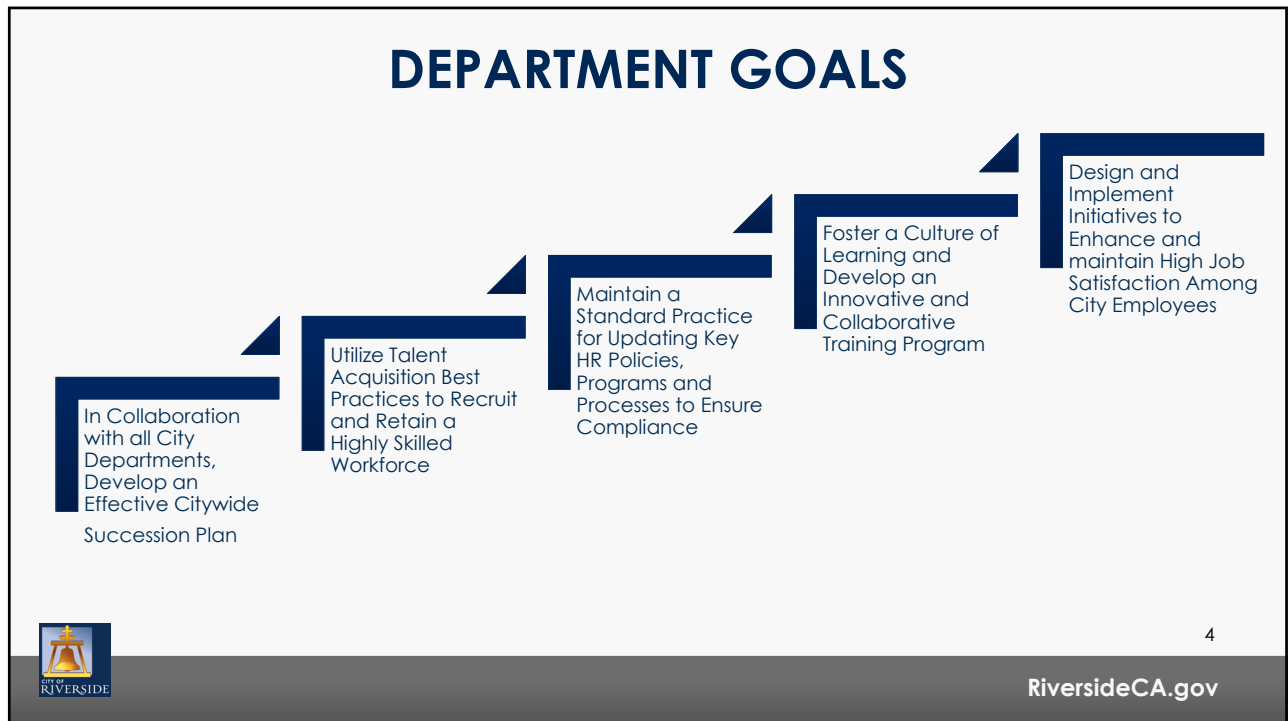 DEPARTMENT GOALS
In Collaboration
with all City
Departments,
Develop an
Effective Citywide
Succession Plan
Utilize Talent
Acquisition Best
Practices to Recruit
and Retain a
Highly Skilled
Workforce
Maintain a
Standard Practice
for Updating Key
HR Policies,
Programs and
Processes to Ensure
Compliance
Foster a Culture of
Learning and
Develop an
Innovative and
Collaborative
Training Program
Design and
Implement
Initiatives to
Enhance and
maintain High Job
Satisfaction Among
City Employees
4
CITY OF
RIVERSIDE
RiversideCA.gov